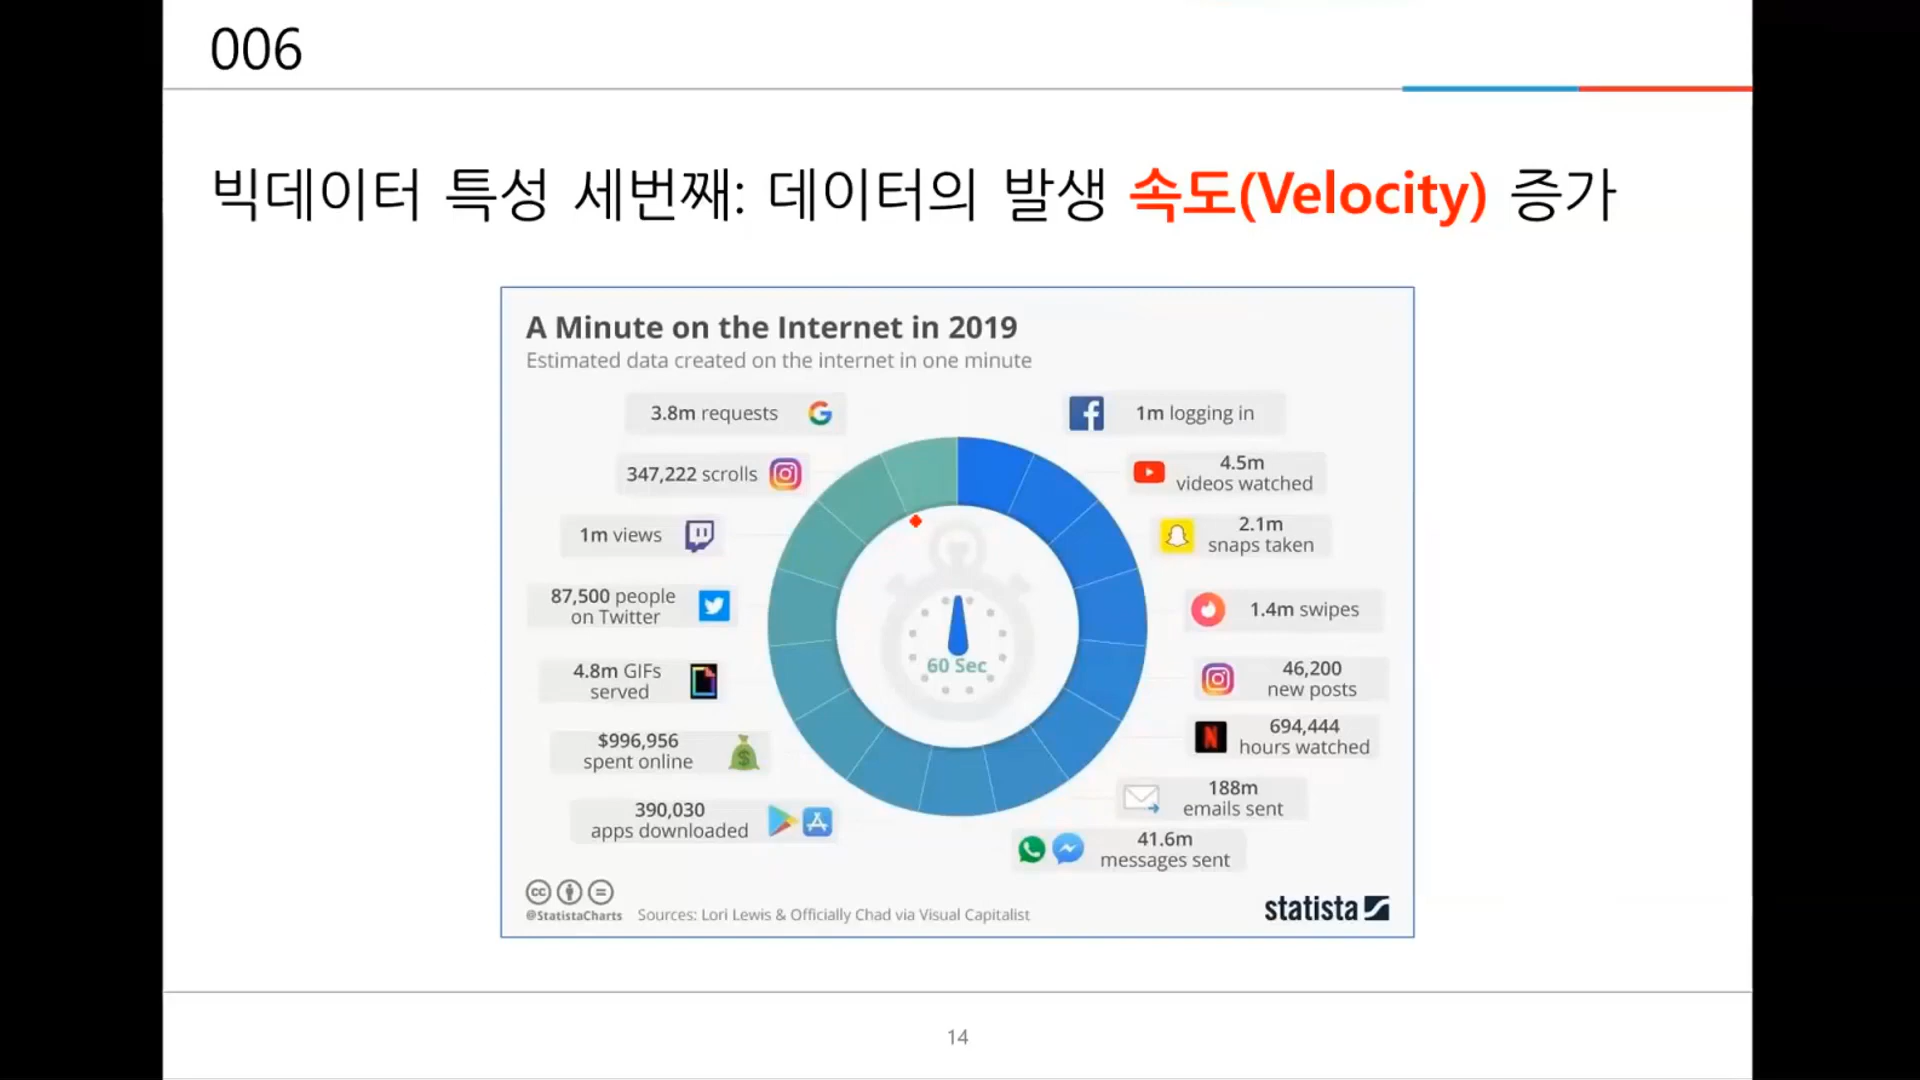 006
빅데이터 특성 세번째: 데이터의 발생 속도(Velocity) 증가
A Minute on the Internet in 2019
Estimated data created on the internet in one minute
3.8m requests
347,222 scrolls
1m views
87,500 people
on Twitter
4.8m GIFs
served
$996,956
spent online
390,030
apps downloaded
1m logging in
4.5m
videos watched
2.1m
snaps taken
1.4m swipes
46,200
new posts
694,444
hours watched
188m
emails sent
41.6m
messages sent
60 Sec
@StatistaCharts Sources: Lori Lewis & Officially Chad via Visual Capitalist
statista
14